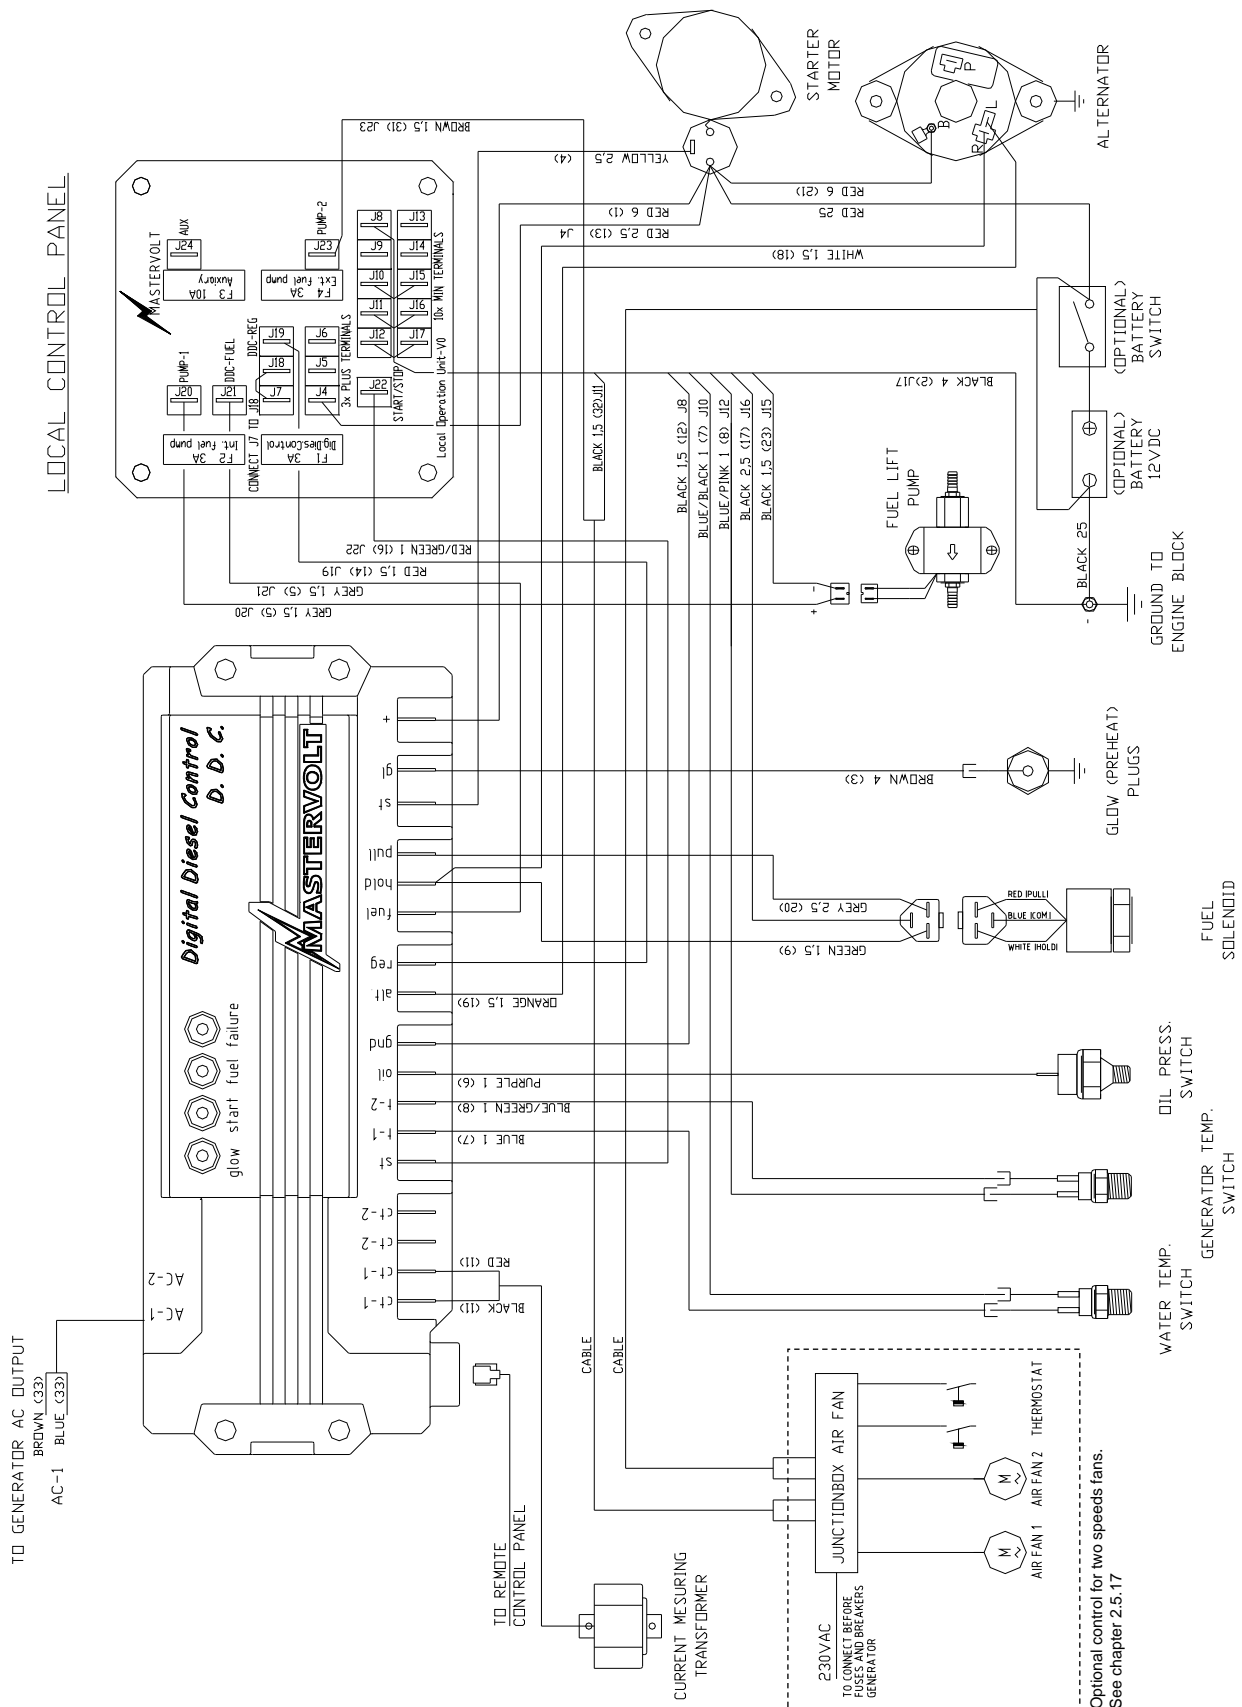 LOCAL CONTROL PANEL
MASTERVOLT
J24
AUX
F3 10A
Auxiary
J23
PUMP-2
F4 3A
Ext. Fuel pump
J20
PUMP-1
J21
DDC-FUEL
F2 3A
Int. Fuel pump
F1 3A
Dig.Dies.Control
CONNECT J7 TO J18
J19
DDC-REG
J18
J7
J6
J5
J4
3x PLUS TERMINALS
J22
START/STOP
J8
J9
J10
J11
J12
J13
J14
J15
J16
J17
10x MIN TERMINALS
Local Operation Unit-V0
BROWN 1,5 (31) J23
YELLOW 2,5 (4)
RED 6 (1)
RED 2,5 (13) J4
RED 6 (21)
RED 25
WHITE 1,5 (18)
STARTER
MOTOR
P
B
R
L
ALTERNATOR
(OPTIONAL)
BATTERY
SWITCH
(OPIONAL)
BATTERY
12VDC
BLACK 25
GROUND TO
ENGINE BLOCK
-
BLACK 4 (2)J17
BLACK 1,5 (32)J11
BLACK 1,5 (12) J8
BLUE/BLACK 1 (7) J10
BLUE/PINK 1 (8) J12
BLACK 2,5 (17) J16
BLACK 1,5 (23) J15
FUEL LIFT
PUMP
-
+
RED/GREEN 1 (16) J22
RED 1,5 (14) J19
GREY 1,5 (5) J21
GREY 1,5 (5) J20
Digital Diesel Control
D. D. C.
MASTERVOLT
glow start fuel failure
+
gl
st
pull
hold
fuel
reg
alt.
gnd
oil
t-2
t-1
st
ct-2
ct-2
ct-1
ct-1
AC-2
AC-1
BROWN 4 (3)
GLOW (PREHEAT)
PLUGS
GREY 2,5 (20)
GREEN 1,5 (9)
RED (PULL)
BLUE (COM)
WHITE (HOLD)
FUEL
SOLENOID
ORANGE 1,5 (19)
PURPLE 1 (6)
BLUE/GREEN 1 (8)
BLUE 1 (7)
RED (11)
BLACK (11)
OIL PRESS.
SWITCH
GENERATOR TEMP.
SWITCH
WATER TEMP.
SWITCH
CABLE
CABLE
TO GENERATOR AC OUTPUT
BROWN (33)
AC-1 BLUE (33)
TO REMOTE
CONTROL PANEL
CURRENT MESURING
TRANSFORMER
JUNCTIONBOX AIR FAN
THERMOSTAT
M
~
AIR FAN 2
M
~
AIR FAN 1
230VAC
TO CONNECT BEFORE
FUSES AND BREAKERS
GENERATOR
Optional control for two speeds fans.
See chapter 2.5.17